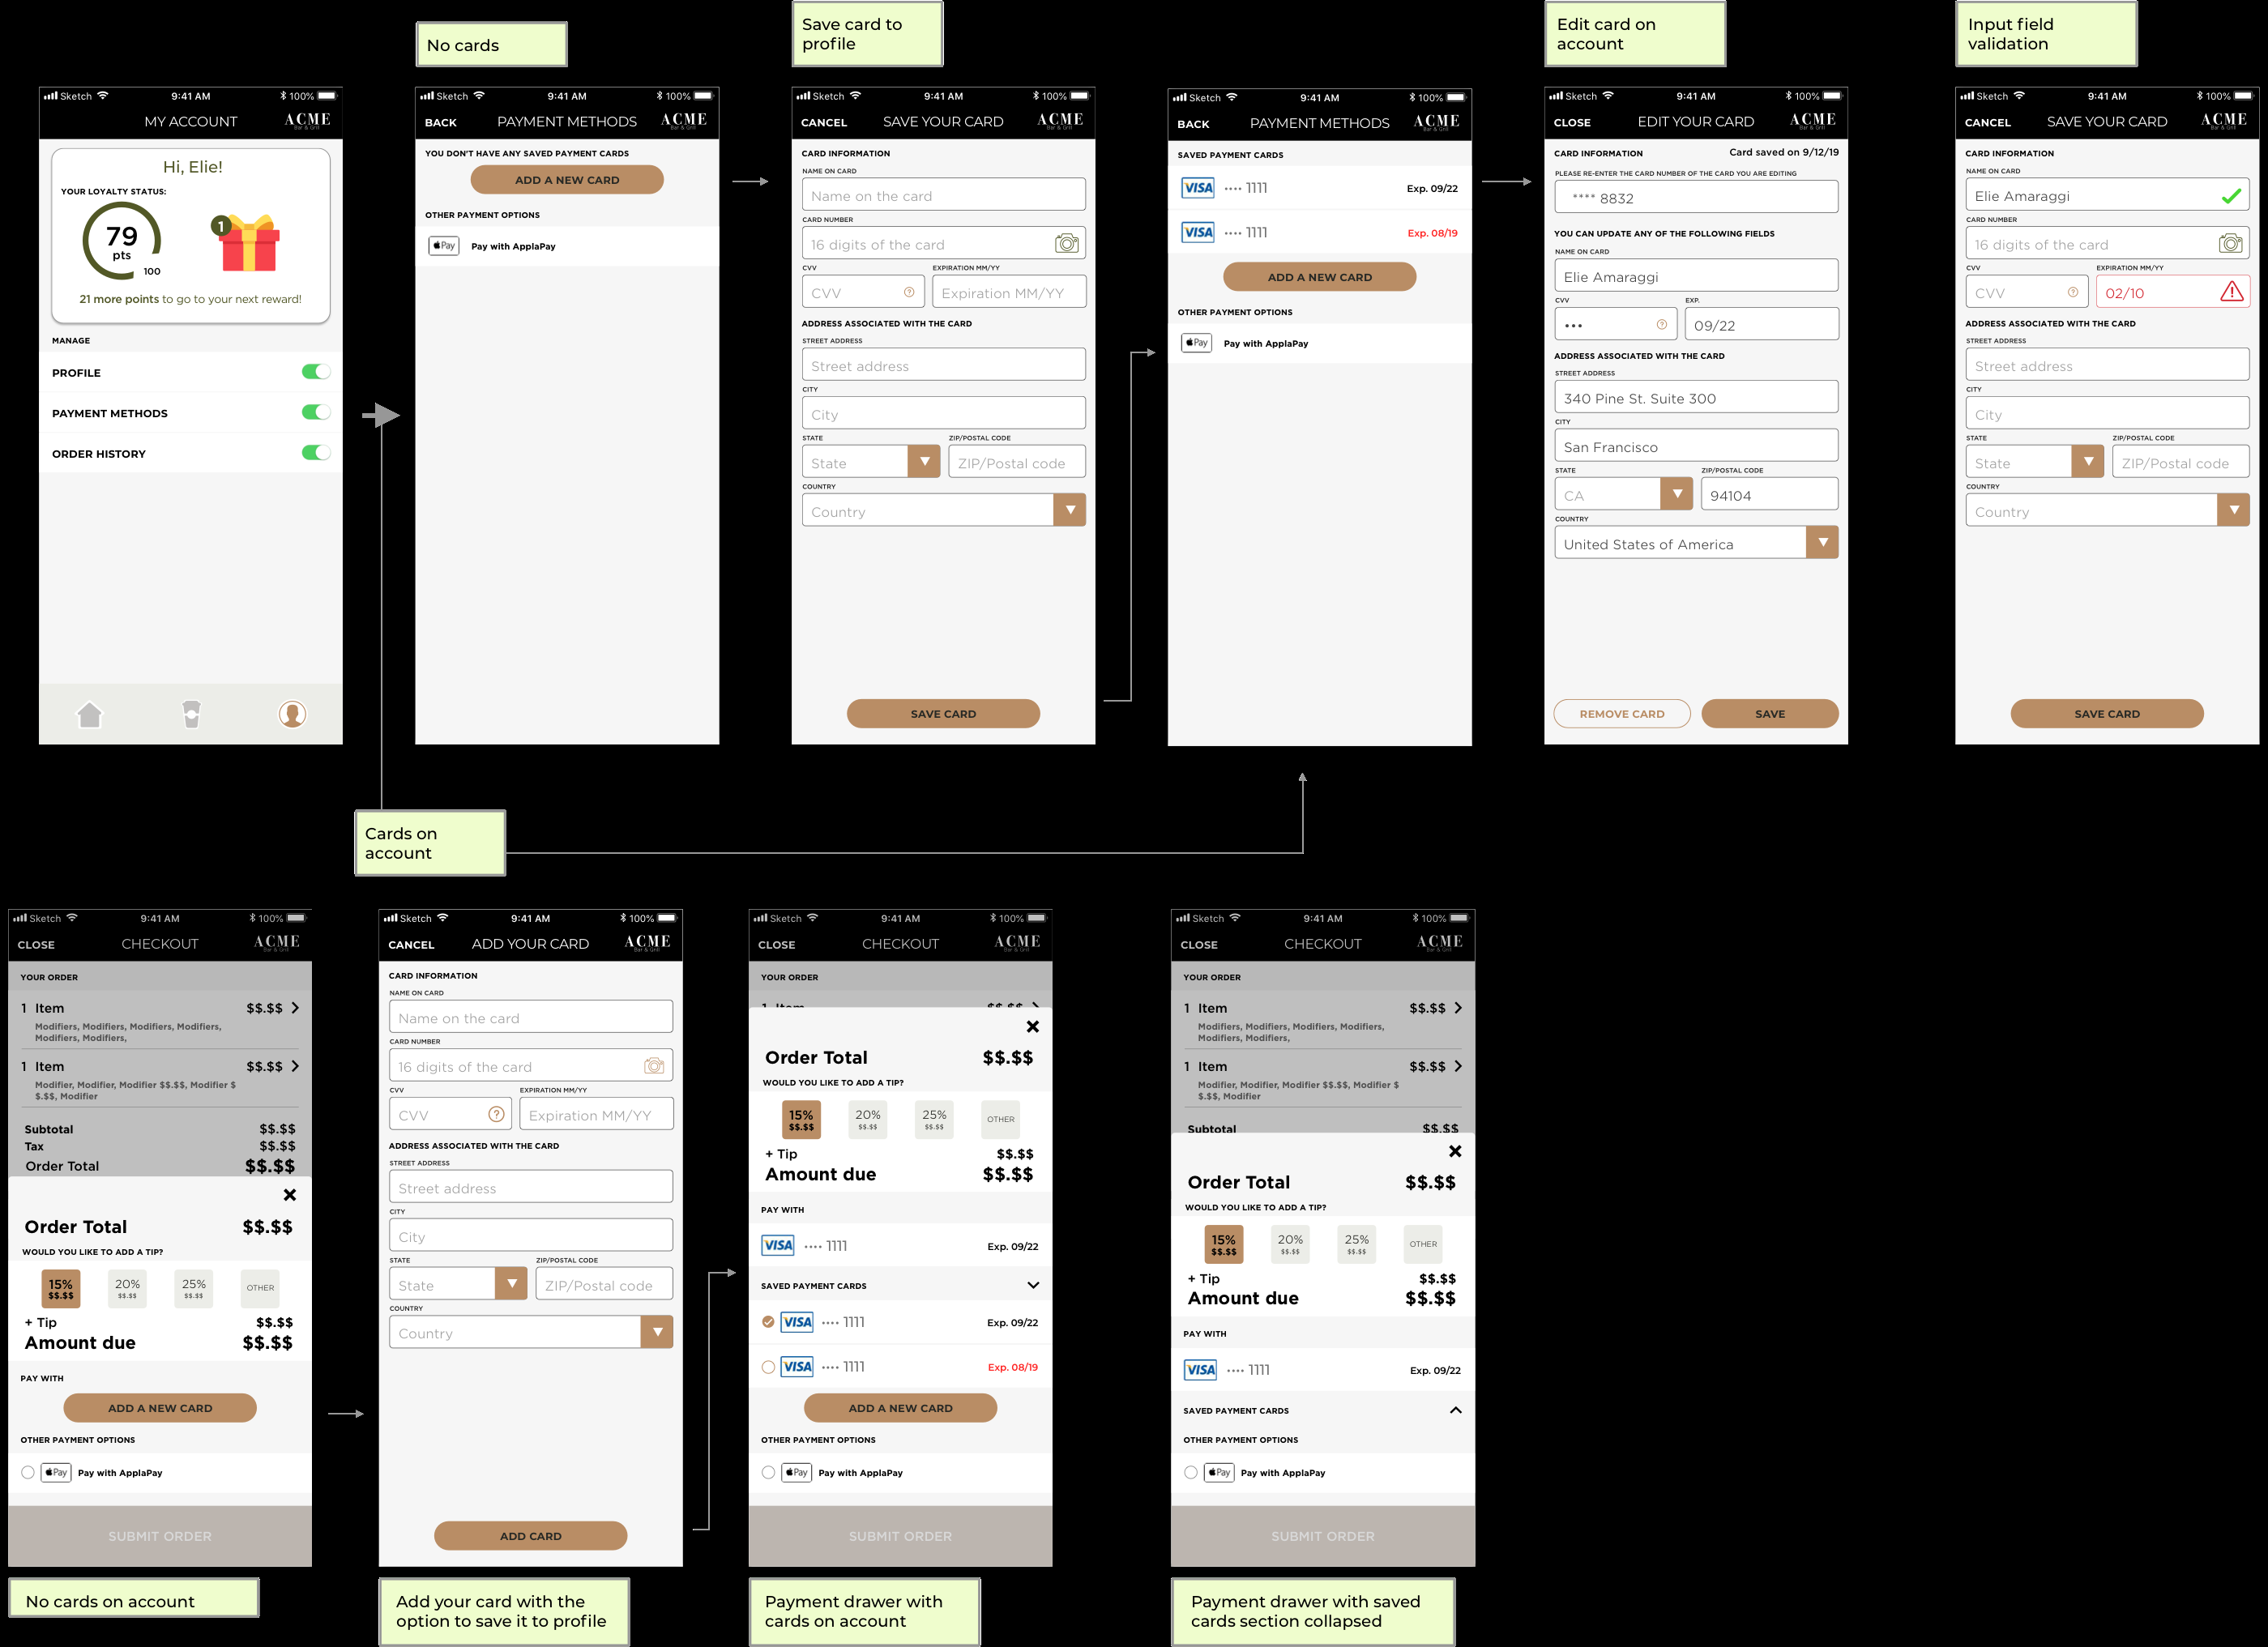 No cards
Save card to
profile
Edit card on
account
Input field
validation
Sketch 9:41 AM 100%
MY ACCOUNT ACME
Bar & Grill
Hi, Elie!
YOUR LOYALTY STATUS:
79
pts
100
1
21 more points to go to your next reward!
MANAGE
PROFILE
PAYMENT METHODS
ORDER HISTORY
Sketch 9:41 AM 100%
BACK PAYMENT METHODS ACME
Bar & Grill
YOU DON'T HAVE ANY SAVED PAYMENT CARDS
ADD A NEW CARD
OTHER PAYMENT OPTIONS
Pay Pay with ApplaPay
Sketch 9:41 AM 100%
CANCEL SAVE YOUR CARD ACME
Bar & Grill
CARD INFORMATION
NAME ON CARD
Name on the card
CARD NUMBER
16 digits of the card
CVV EXPIRATION MM/YY
CVV ? Expiration MM/YY
ADDRESS ASSOCIATED WITH THE CARD
STREET ADDRESS
Street address
CITY
City
STATE ZIP/POSTAL CODE
State ZIP/Postal code
COUNTRY
Country
SAVE CARD
Sketch 9:41 AM 100%
BACK PAYMENT METHODS ACME
Bar & Grill
SAVED PAYMENT CARDS
VISA •••• 1111 Exp. 09/22
VISA •••• 1111 Exp. 08/19
ADD A NEW CARD
OTHER PAYMENT OPTIONS
Pay Pay with ApplaPay
Sketch 9:41 AM 100%
CLOSE EDIT YOUR CARD ACME
Bar & Grill
CARD INFORMATION Card saved on 9/12/19
PLEASE RE-ENTER THE CARD NUMBER OF THE CARD YOU ARE EDITING
**** 8832
YOU CAN UPDATE ANY OF THE FOLLOWING FIELDS
NAME ON CARD
Elie Amaraggi
CVV EXP.
••• ? 09/22
ADDRESS ASSOCIATED WITH THE CARD
STREET ADDRESS
340 Pine St. Suite 300
CITY
San Francisco
STATE ZIP/POSTAL CODE
CA 94104
COUNTRY
United States of America
REMOVE CARD SAVE
Sketch 9:41 AM 100%
CANCEL SAVE YOUR CARD ACME
Bar & Grill
CARD INFORMATION
NAME ON CARD
Elie Amaraggi
CARD NUMBER
16 digits of the card
CVV EXPIRATION MM/YY
CVV ? 02/10
ADDRESS ASSOCIATED WITH THE CARD
STREET ADDRESS
Street address
CITY
City
STATE ZIP/POSTAL CODE
State ZIP/Postal code
COUNTRY
Country
SAVE CARD
Cards on
account
Sketch 9:41 AM 100%
CLOSE CHECKOUT ACME
Bar & Grill
YOUR ORDER
1 Item $$.$$
Modifiers, Modifiers, Modifiers, Modifiers,
Modifiers, Modifiers,
1 Item $$.$$
Modifier, Modifier, Modifier $$.$$, Modifier $
$.$$, Modifier
Subtotal $$.$$
Tax $$.$$
Order Total $$.$$
Order Total $$.$$
WOULD YOU LIKE TO ADD A TIP?
15% 20% 25% OTHER
$$.$$ $$.$$ $$.$$
+ Tip $$.$$
Amount due $$.$$
PAY WITH
ADD A NEW CARD
OTHER PAYMENT OPTIONS
Pay Pay with ApplaPay
SUBMIT ORDER
No cards on account
Sketch 9:41 AM 100%
CANCEL ADD YOUR CARD ACME
Bar & Grill
CARD INFORMATION
NAME ON CARD
Name on the card
CARD NUMBER
16 digits of the card
CVV EXPIRATION MM/YY
CVV ? Expiration MM/YY
ADDRESS ASSOCIATED WITH THE CARD
STREET ADDRESS
Street address
CITY
City
STATE ZIP/POSTAL CODE
State ZIP/Postal code
COUNTRY
Country
ADD CARD
Add your card with the
option to save it to profile
Sketch 9:41 AM 100%
CLOSE CHECKOUT ACME
Bar & Grill
YOUR ORDER
1 Item $$.$$
Order Total $$.$$
WOULD YOU LIKE TO ADD A TIP?
15% 20% 25% OTHER
$$.$$ $$.$$ $$.$$
+ Tip $$.$$
Amount due $$.$$
PAY WITH
VISA •••• 1111 Exp. 09/22
SAVED PAYMENT CARDS
VISA •••• 1111 Exp. 09/22
VISA •••• 1111 Exp. 08/19
ADD A NEW CARD
OTHER PAYMENT OPTIONS
Pay Pay with ApplaPay
SUBMIT ORDER
Payment drawer with
cards on account
Sketch 9:41 AM 100%
CLOSE CHECKOUT ACME
Bar & Grill
YOUR ORDER
1 Item $$.$$
Modifiers, Modifiers, Modifiers, Modifiers,
Modifiers, Modifiers,
1 Item $$.$$
Modifier, Modifier, Modifier $$.$$, Modifier $
$.$$, Modifier
Subtotal $$.$$
Order Total $$.$$
WOULD YOU LIKE TO ADD A TIP?
15% 20% 25% OTHER
$$.$$ $$.$$ $$.$$
+ Tip $$.$$
Amount due $$.$$
PAY WITH
VISA •••• 1111 Exp. 09/22
SAVED PAYMENT CARDS
OTHER PAYMENT OPTIONS
Pay Pay with ApplaPay
SUBMIT ORDER
Payment drawer with saved
cards section collapsed